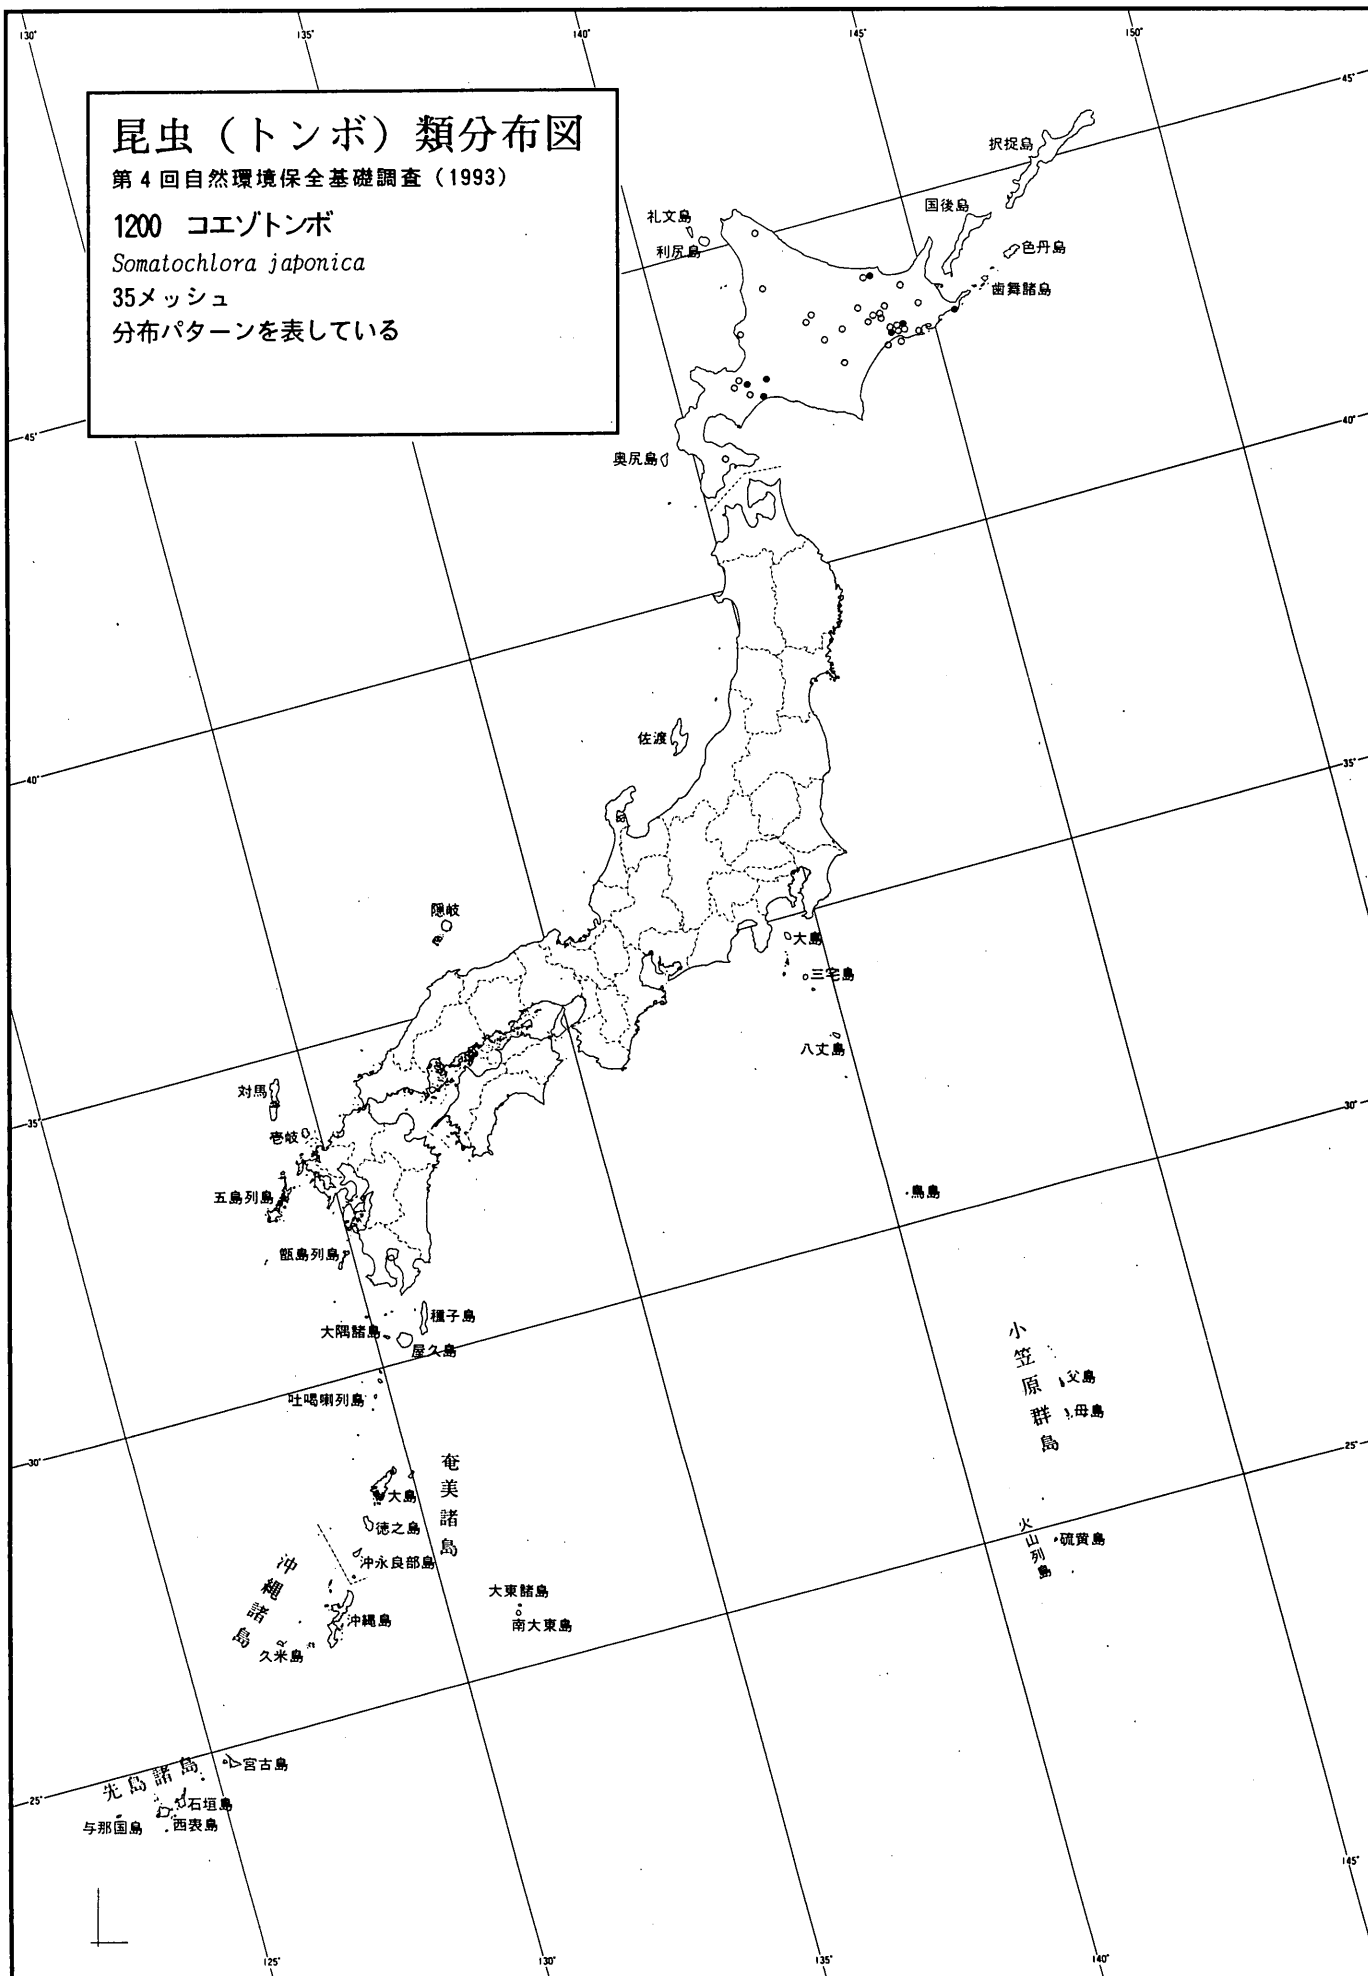 130°
135°
140°
145°
150°
45°
昆虫（トンボ）類分布図
第4回自然環境保全基礎調査（1993）
1200　コエゾトンボ
Somatochlora japonica
35メッシュ
分布パターンを表している
択捉島
国後島
色丹島
歯舞諸島
礼文島
利尻島
45°
40°
奥尻島
佐渡
40°
35°
隠岐
大島
三宅島
八丈島
対馬
壱岐
35°
30°
五島列島
鳥島
甑島列島
種子島
大隅諸島
屋久島
吐噶喇列島
小笠原群島
父島
母島
30°
25°
奄美諸島
大島
徳之島
沖永良部島
火山列島
硫黄島
沖縄諸島
沖縄島
久米島
大東諸島
南大東島
先島諸島
宮古島
石垣島
西表島
与那国島
25°
145°
125°
130°
135°
140°